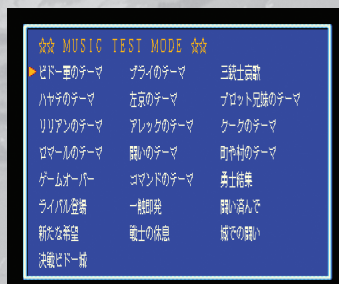 ☆☆ MUSIC TEST MODE ☆☆
ビドー軍のテーマ プライのテーマ 三銃士哀歌
ハヤテのテーマ 左京のテーマ プロット兄妹のテーマ
リリアンのテーマ アレックのテーマ クークのテーマ
ロマールのテーマ 闘いのテーマ 町や村のテーマ
ゲームオーバー コマンドのテーマ 勇士結集
ライバル登場 一触即発 闘い済んで
新たな希望 戦士の休息 城での闘い
決戦ビドー城